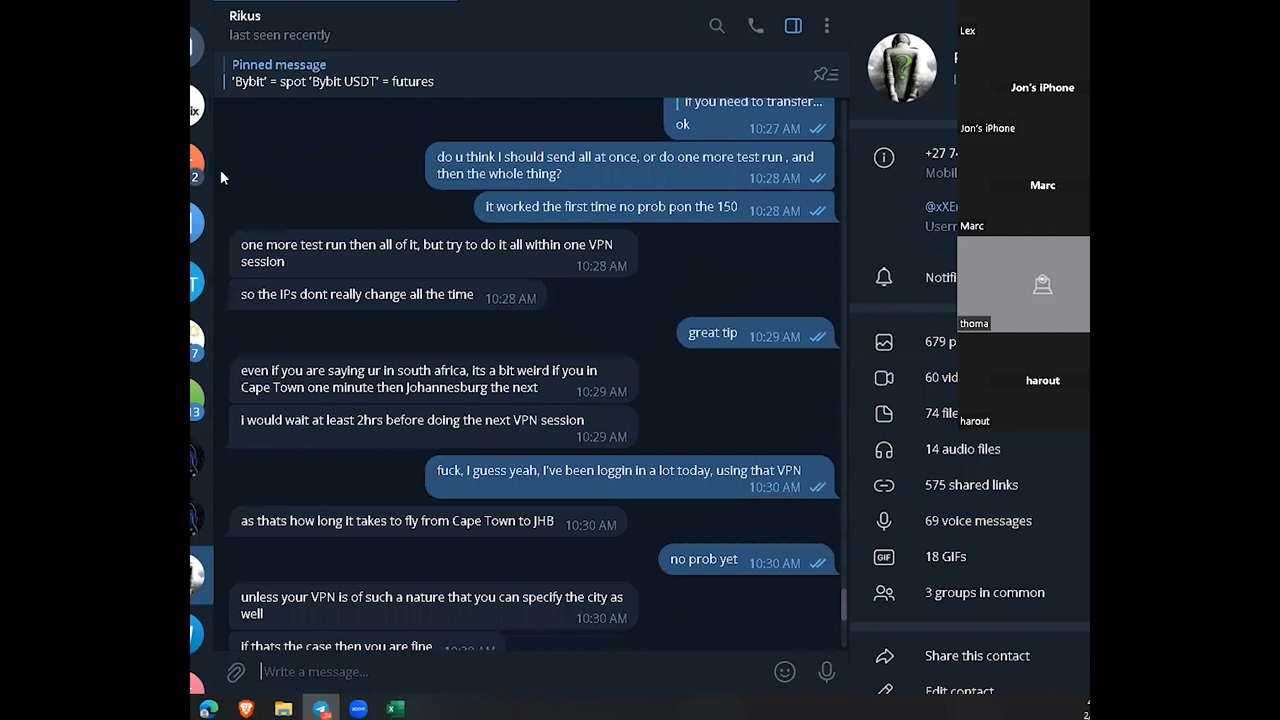 Rikus
last seen recently
Pinned message
'Bybit' = spot 'Bybit USDT' = futures
If you need to transfer...
ok
10:27 AM
do u think I should send all at once, or do one more test run , and
then the whole thing?
10:28 AM
it worked the first time no prob pon the 150
10:28 AM
one more test run then all of it, but try to do it all within one VPN
session
10:28 AM
so the IPs dont really change all the time
10:28 AM
great tip
10:29 AM
even if you are saying ur in south africa, its a bit weird if you in
Cape Town one minute then Johannesburg the next
10:29 AM
i would wait at least 2hrs before doing the next VPN session
10:29 AM
fuck, I guess yeah, I've been loggin in a lot today, using that VPN
10:30 AM
as thats how long it takes to fly from Cape Town to JHB
10:30 AM
no prob yet
10:30 AM
unless your VPN is of such a nature that you can specify the city as
well
10:30 AM
if thats the case then you are fine
10:30 AM
Write a message...
ix
2
7
13
+27 7
Mobil
@xXE
Usern
Notifi
679 p
60 vid
74 file
14 audio files
575 shared links
69 voice messages
GIF
18 GIFs
3 groups in common
Share this contact
Edit contact
Lex
Jon's iPhone
Jon's iPhone
Marc
Marc
thoma
harout
harout
zoom